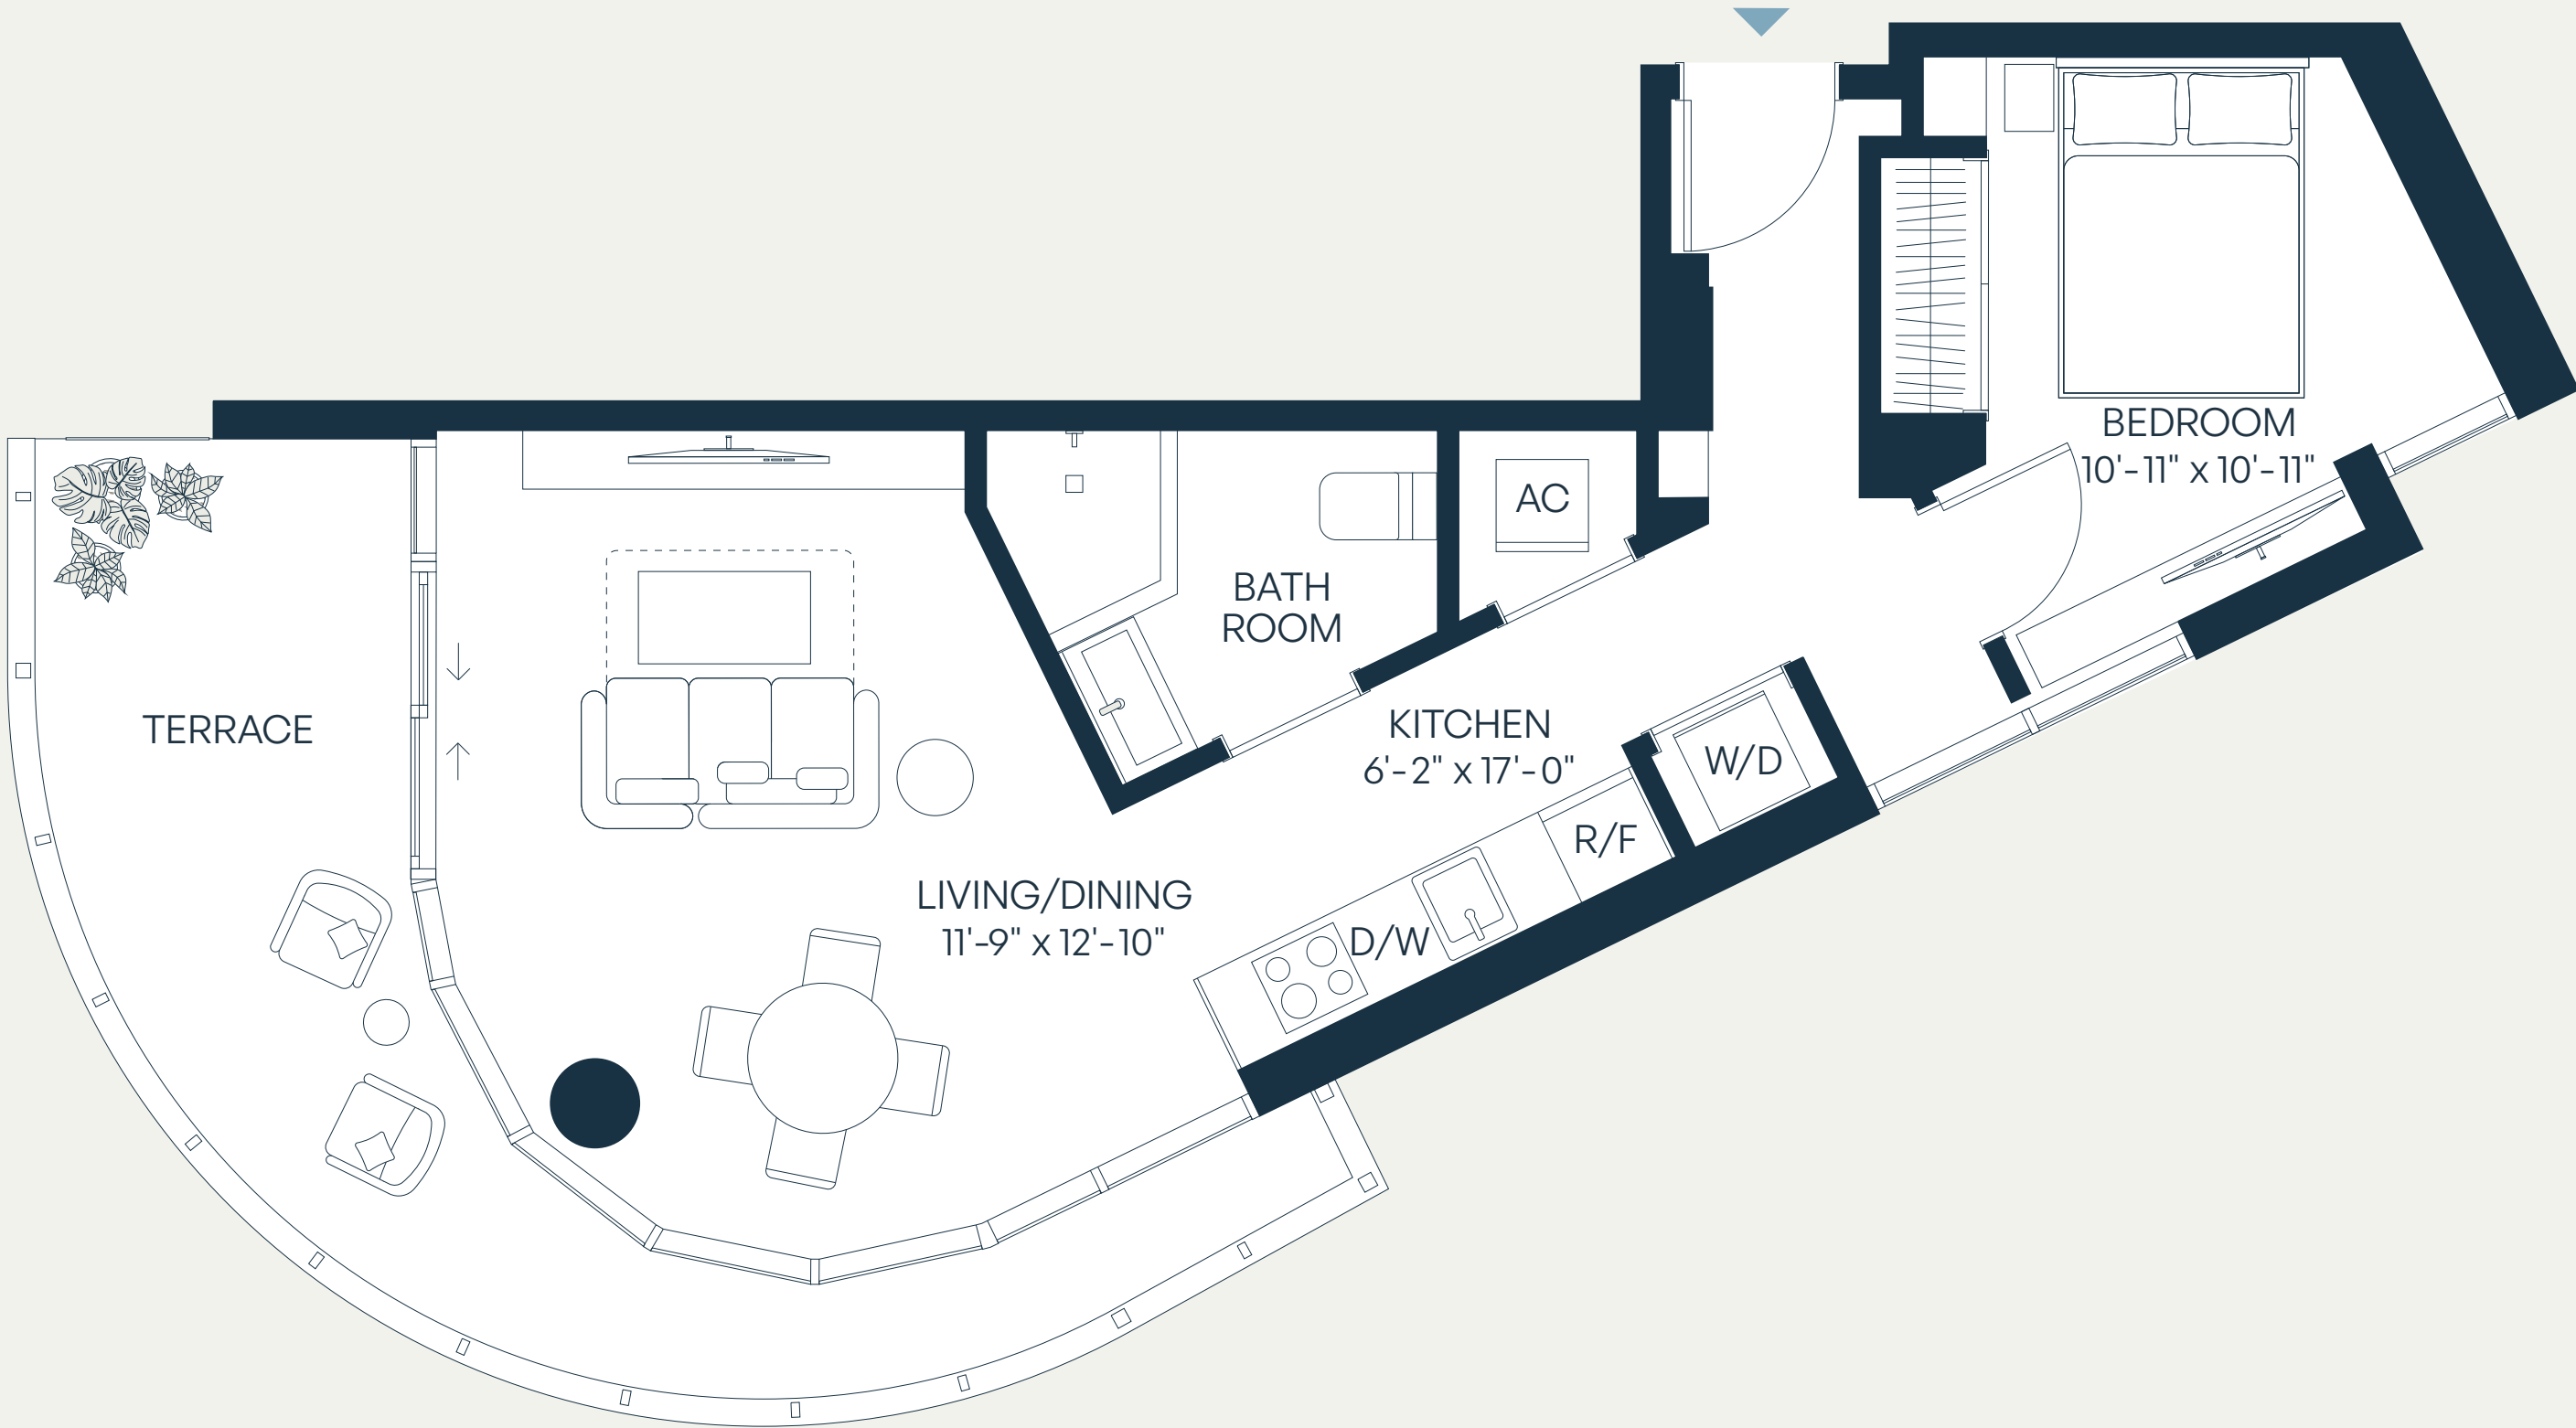 BEDROOM
10'-11" x 10'-11"
AC
BATH
ROOM
KITCHEN
6'-2" x 17'-0"
TERRACE
W/D
R/F
LIVING/DINING
11'-9" x 12'-10"
D/W